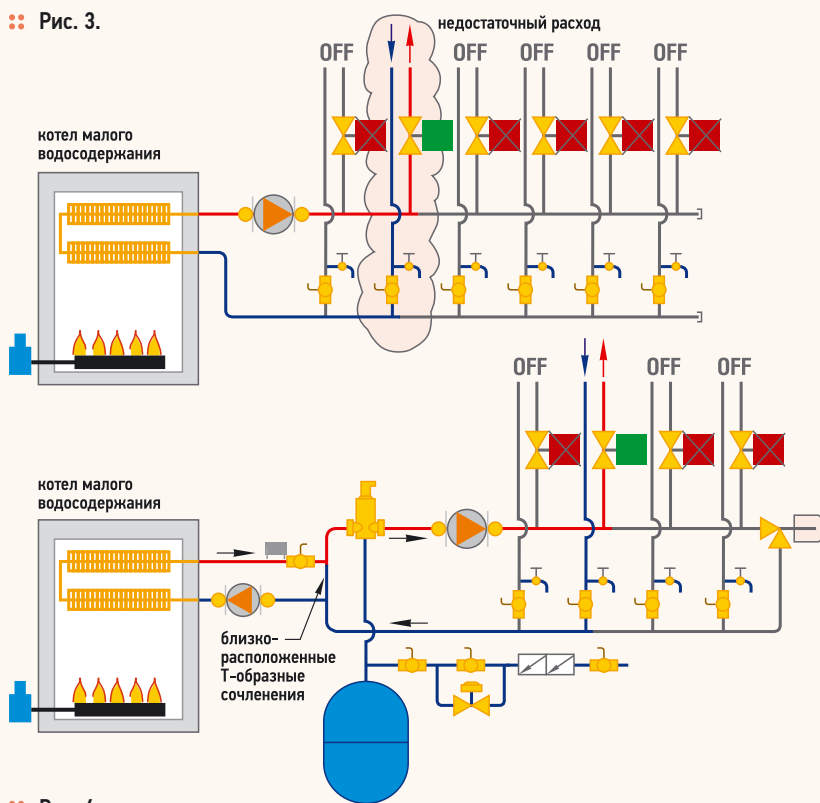 Рис. 3.
недостаточный расход
OFF OFF OFF OFF OFF
котел малого
водосодержания
OFF OFF OFF
котел малого
водосодержания
близко-
расположенные
Т-образные
сочленения